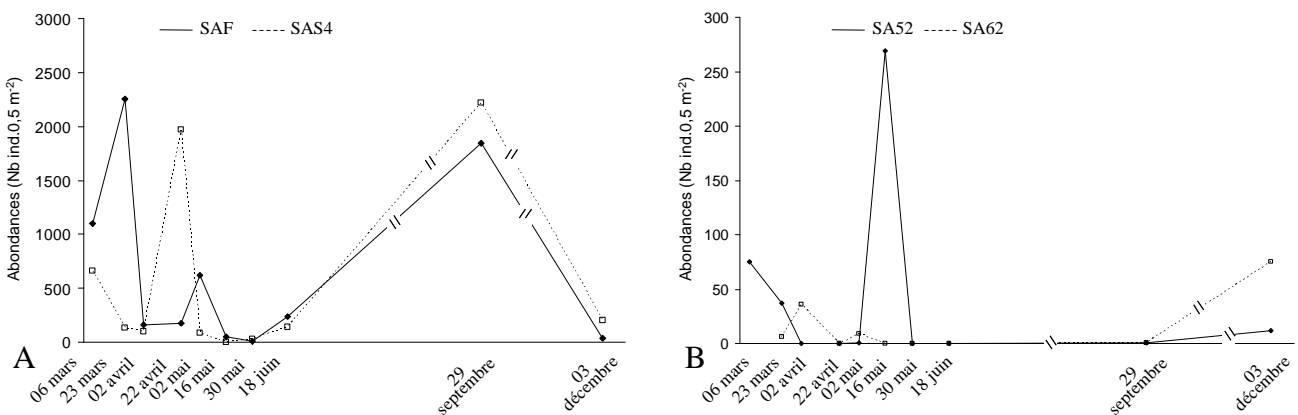 SAF SAS4
Abondances (Nb ind.0,5 m-2)
3000
2500
2000
1500
1000
500
0
A
06 mars
23 mars
02 avril
22 avril
02 mai
16 mai
30 mai
18 juin
29
septembre
03
décembre
SA52 SA62
Abondances (Nb ind.0,5 m-2)
300
250
200
150
100
50
0
B
06 mars
23 mars
02 avril
22 avril
02 mai
16 mai
30 mai
18 juin
29
septembre
03
décembre